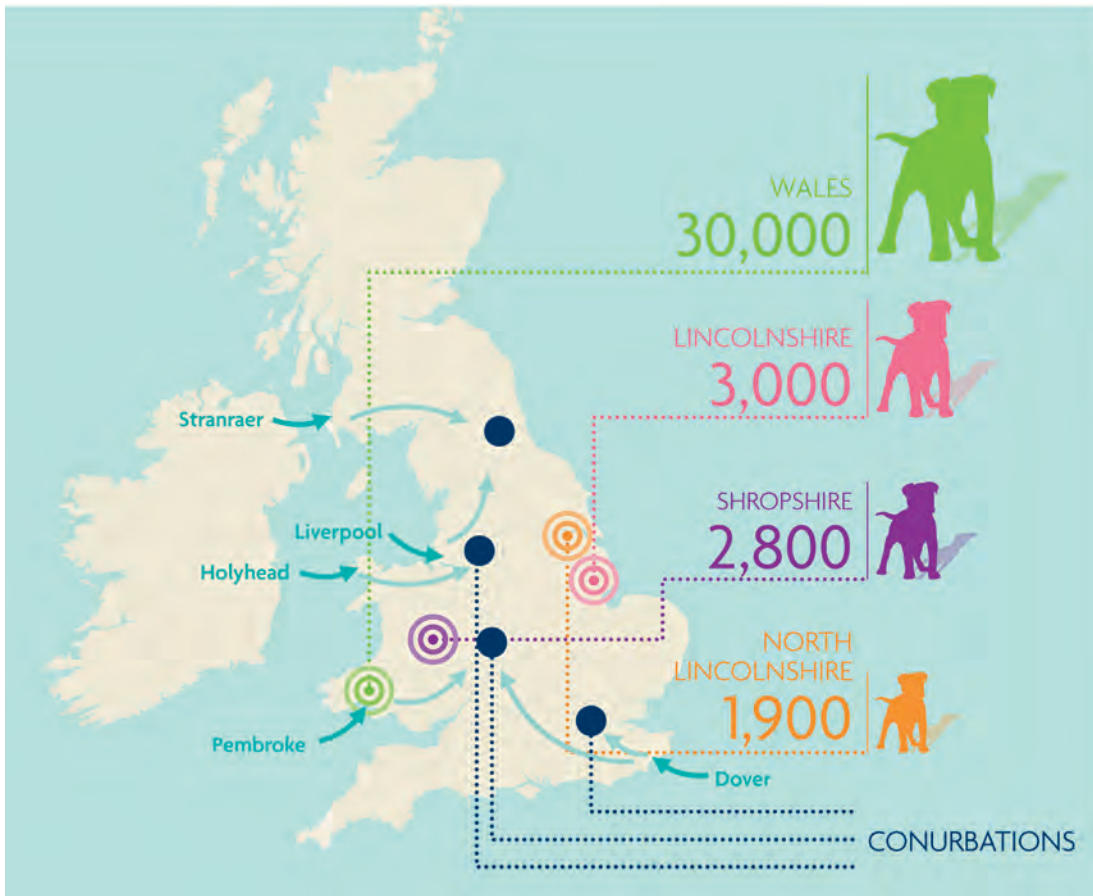 WALES
30,000
LINCOLNSHIRE
3,000
Stranraer
SHROPSHIRE
2,800
Liverpool
Holyhead
NORTH
LINCOLNSHIRE
1,900
Pembroke
Dover
CONURBATIONS